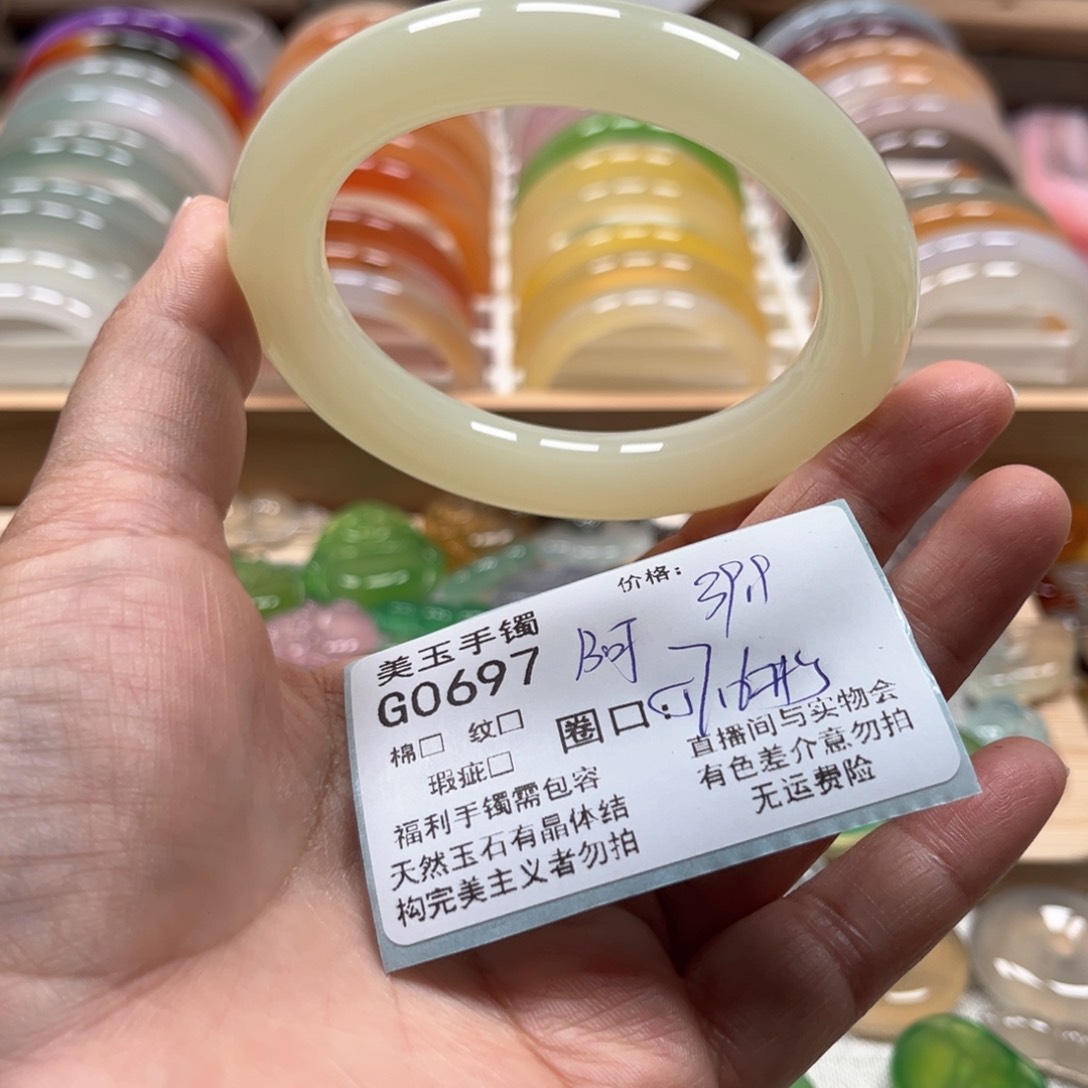 价格:
美玉手镯
G0697
棉□ 纹□
圈口:
瑕疵□
直播间与实物会
有色差介意勿拍
无运费险
福利手镯需包容
天然玉石有晶体结
构完美主义者勿拍